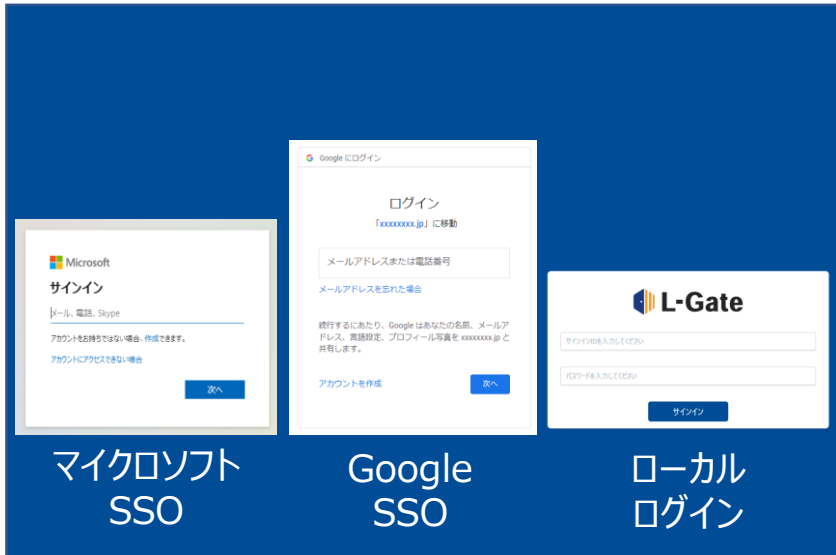 Microsoft
サインイン
メール、電話、Skype
アカウントをお持ちではない場合、作成できます。
アカウントにアクセスできない場合
次へ
マイクロソフト
SSO
G Google にログイン
ログイン
「xxxxxxxx.jp」に移動
メールアドレスまたは電話番号
メールアドレスを忘れた場合
続行するにあたり、Google はあなたの名前、メールア
ドレス、言語設定、プロフィール写真を xxxxxxxx.jp と
共有します。
アカウントを作成
次へ
Google
SSO
L-Gate
サインインIDを入力してください
パスワードを入力してください
サインイン
ローカル
ログイン